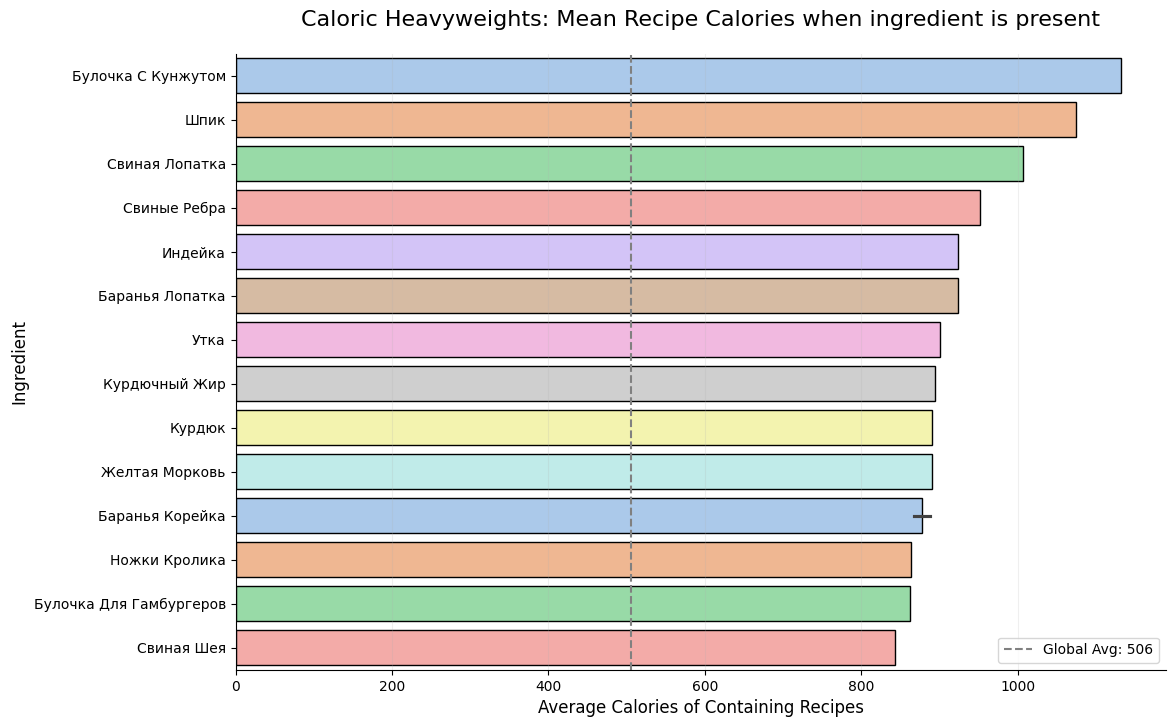 Caloric Heavyweights: Mean Recipe Calories when ingredient is present
Ingredient
Булочка С Кунжутом
Шпик
Свиная Лопатка
Свиные Ребра
Индейка
Баранья Лопатка
Утка
Курдючный Жир
Курдюк
Желтая Морковь
Баранья Корейка
Ножки Кролика
Булочка Для Гамбургеров
Свиная Шея
Global Avg: 506
0 200 400 600 800 1000
Average Calories of Containing Recipes